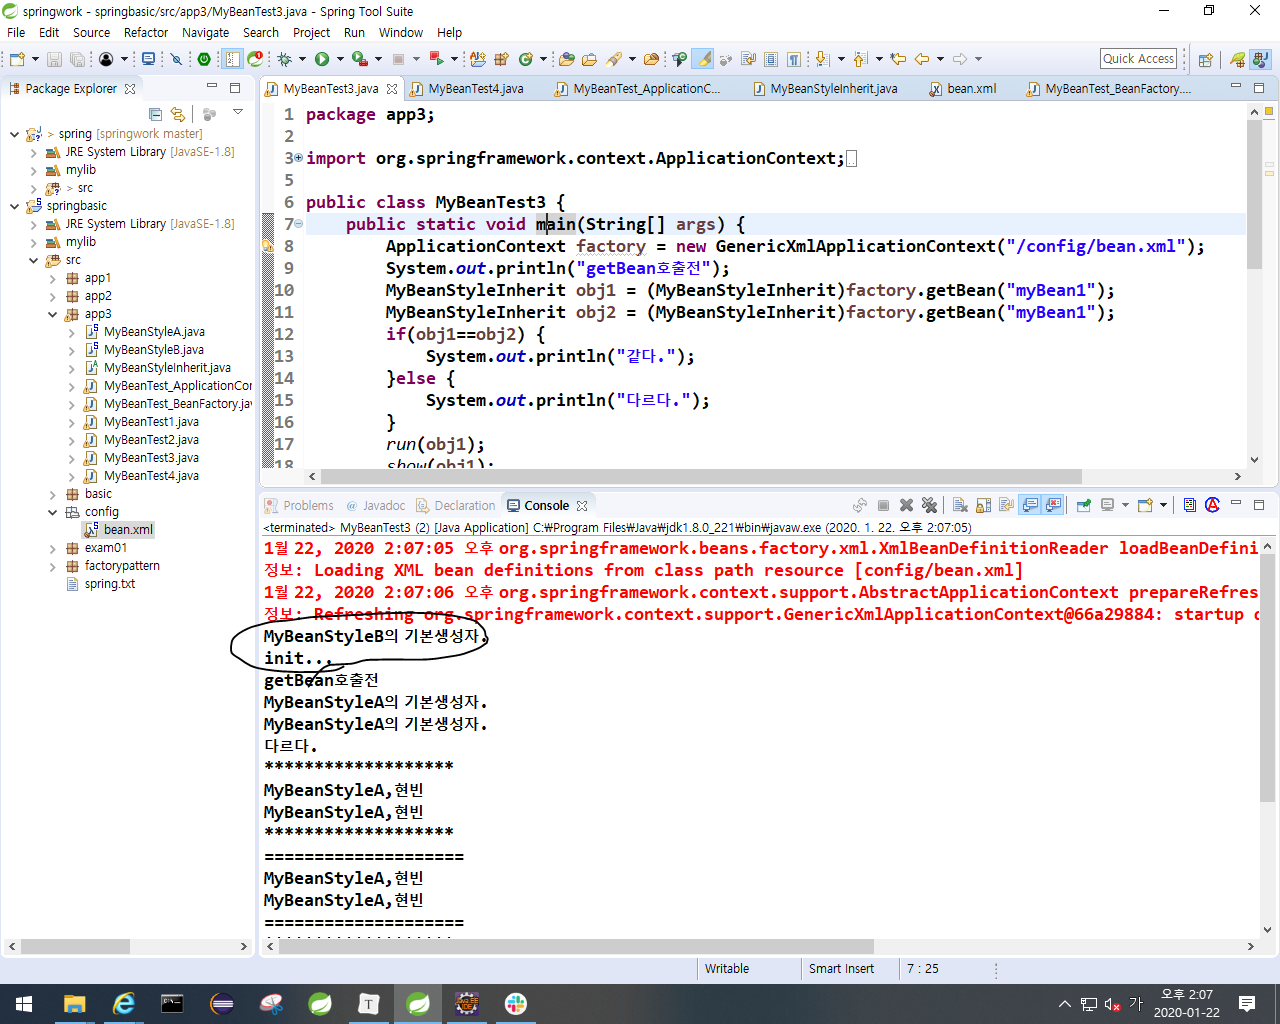 springwork - springbasic/src/app3/MyBeanTest3.java - Spring Tool Suite
File Edit Source Refactor Navigate Search Project Run Window Help
Quick Access
Package Explorer
> spring [springwork master]
JRE System Library [JavaSE-1.8]
mylib
> src
springbasic
JRE System Library [JavaSE-1.8]
mylib
src
app1
app2
app3
MyBeanStyleA.java
MyBeanStyleB.java
MyBeanStyleInherit.java
MyBeanTest_ApplicationCor
MyBeanTest_BeanFactory.jav
MyBeanTest1.java
MyBeanTest2.java
MyBeanTest3.java
MyBeanTest4.java
basic
config
bean.xml
exam01
factorypattern
spring.txt
MyBeanTest3.java MyBeanTest4.java MyBeanTest_ApplicationC... MyBeanStyleInherit.java bean.xml MyBeanTest_BeanFactory....
1 package app3;
2
3 import org.springframework.context.ApplicationContext;
5
6 public class MyBeanTest3 {
7 public static void main(String[] args) {
8 ApplicationContext factory = new GenericXmlApplicationContext("/config/bean.xml");
9 System.out.println("getBean호출전");
10 MyBeanStyleInherit obj1 = (MyBeanStyleInherit)factory.getBean("myBean1");
11 MyBeanStyleInherit obj2 = (MyBeanStyleInherit)factory.getBean("myBean1");
12 if(obj1==obj2) {
13 System.out.println("같다.");
14 }else {
15 System.out.println("다르다.");
16 }
17 run(obj1);
18 show(obj1);
Problems @ Javadoc Declaration Console
<terminated> MyBeanTest3 (2) [Java Application] C:₩Program Files₩Java₩jdk1.8.0_221₩bin₩javaw.exe (2020. 1. 22. 오후 2:07:05)
1월 22, 2020 2:07:05 오후 org.springframework.beans.factory.xml.XmlBeanDefinitionReader loadBeanDefini
정보: Loading XML bean definitions from class path resource [config/bean.xml]
1월 22, 2020 2:07:06 오후 org.springframework.context.support.AbstractApplicationContext prepareRefres
정보: Refreshing org.springframework.context.support.GenericXmlApplicationContext@66a29884: startup d
MyBeanStyleB의 기본생성자.
init...
getBean호출전
MyBeanStyleA의 기본생성자.
MyBeanStyleA의 기본생성자.
다르다.
*******************
MyBeanStyleA,현빈
MyBeanStyleA,현빈
*******************
====================
MyBeanStyleA,현빈
MyBeanStyleA,현빈
====================
Writable Smart Insert 7 : 25
가 오후 2:07
2020-01-22